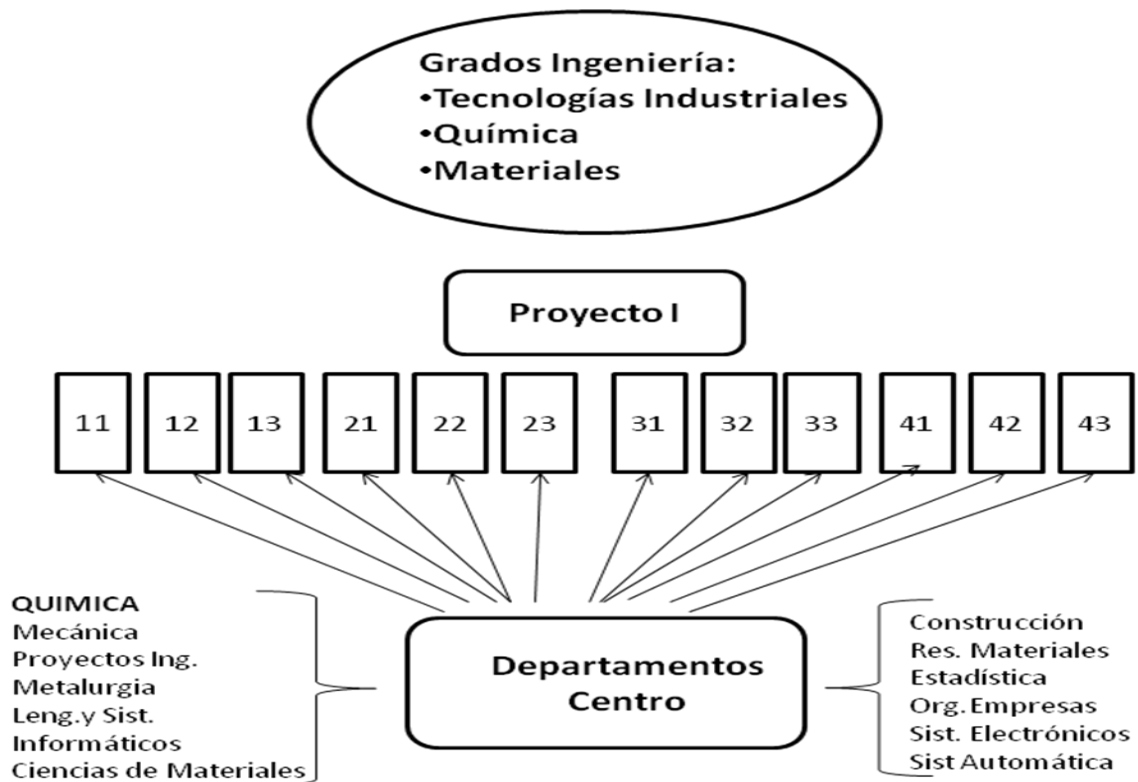 Grados Ingeniería:
•Tecnologías Industriales
•Química
•Materiales
Proyecto I
11 12 13 21 22 23 31 32 33 41 42 43
QUIMICA
Mecánica
Proyectos Ing.
Metalurgia
Leng.y Sist.
Informáticos
Ciencias de Materiales
Departamentos
Centro
Construcción
Res. Materiales
Estadística
Org. Empresas
Sist. Electrónicos
Sist Automática